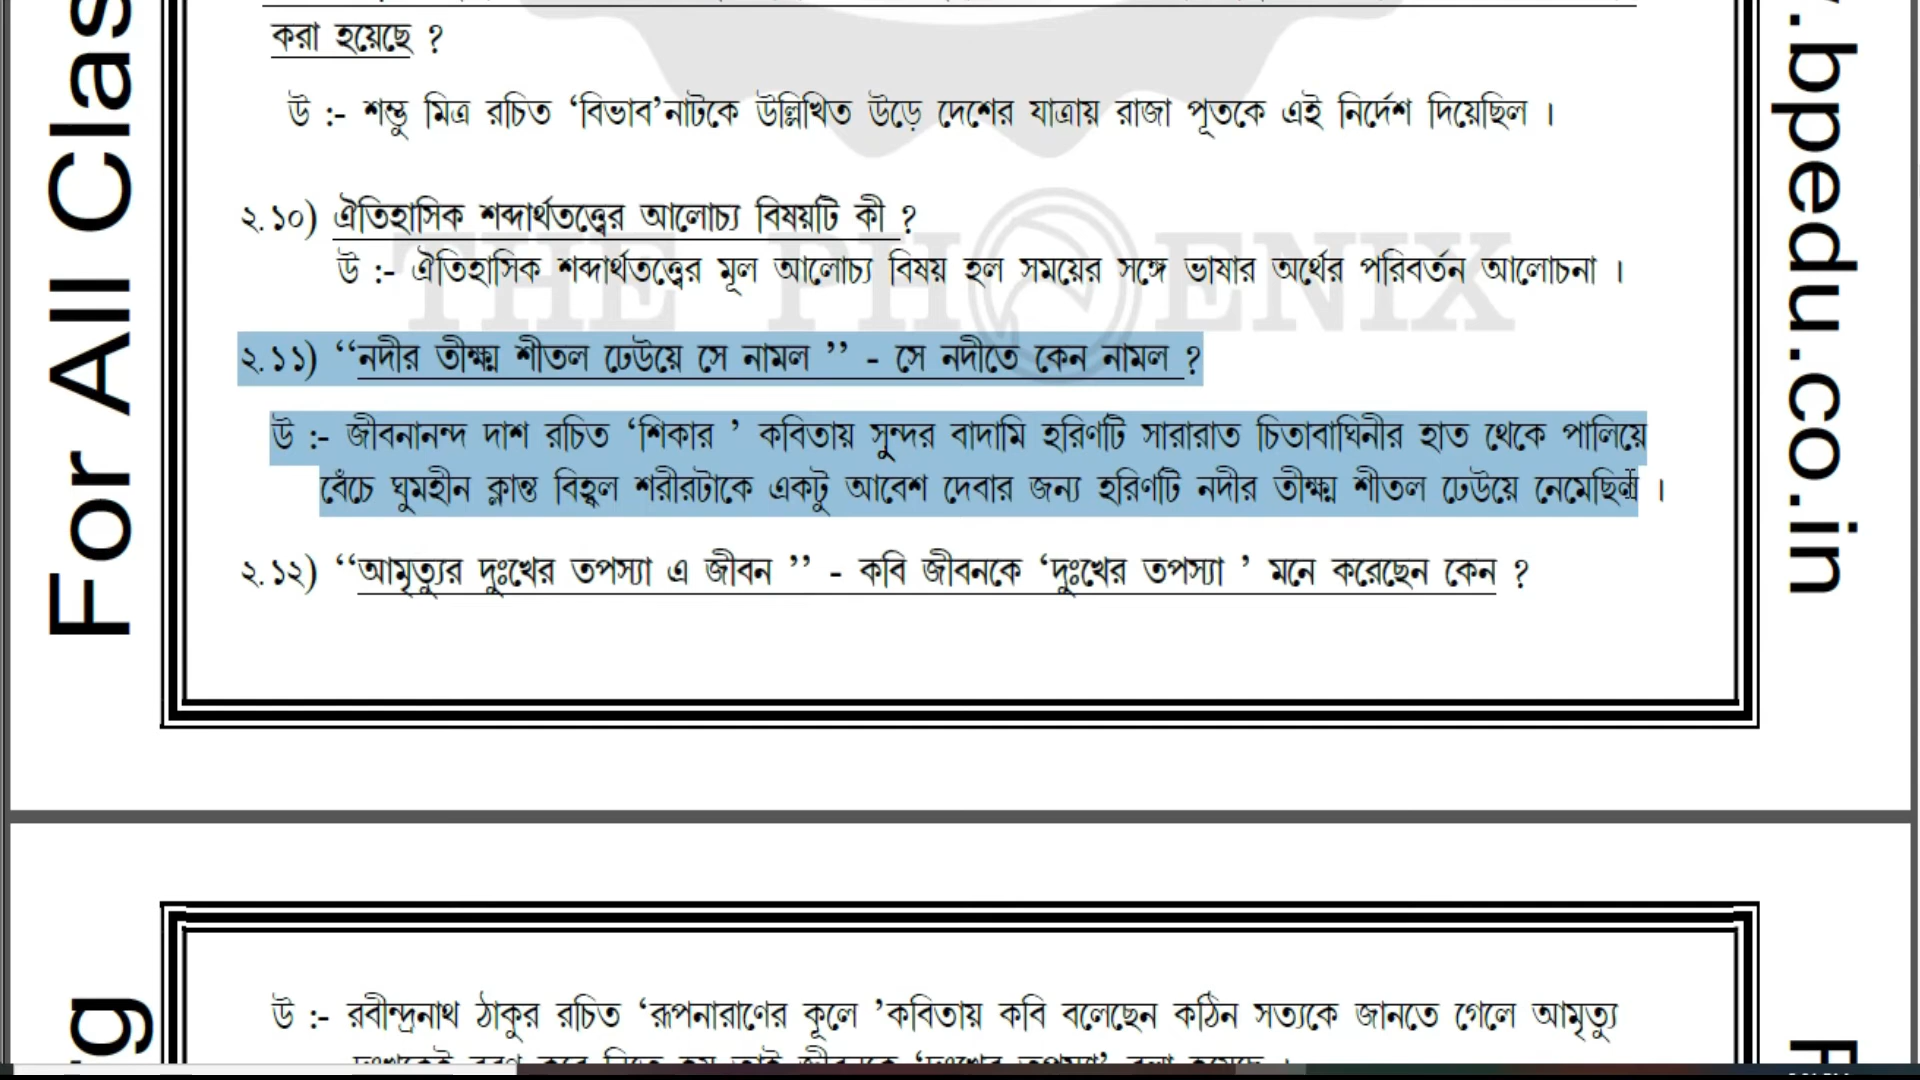 For All Clas
.bpedu.co.in
করা হয়েছে ?
উ :- শম্ভু মিত্র রচিত ‘বিভাব’নাটকে উল্লিখিত উড়ে দেশের যাত্রায় রাজা পূতকে এই নির্দেশ দিয়েছিল ।
২.১০) ঐতিহাসিক শব্দার্থতত্ত্বের আলোচ্য বিষয়টি কী ?
উ :- ঐতিহাসিক শব্দার্থতত্ত্বের মূল আলোচ্য বিষয় হল সময়ের সঙ্গে ভাষার অর্থের পরিবর্তন আলোচনা ।
THE PHOENIX
২.১১) ‘‘নদীর তীক্ষ্ম শীতল ঢেউয়ে সে নামল ’’ - সে নদীতে কেন নামল ?
উ :- জীবনানন্দ দাশ রচিত ‘শিকার ’ কবিতায় সুন্দর বাদামি হরিণটি সারারাত চিতাবাঘিনীর হাত থেকে পালিয়ে
বেঁচে ঘুমহীন ক্লান্ত বিহ্বল শরীরটাকে একটু আবেশ দেবার জন্য হরিণটি নদীর তীক্ষ্ম শীতল ঢেউয়ে নেমেছিল ।
২.১২) ‘‘আমৃত্যুর দুঃখের তপস্যা এ জীবন ’’ - কবি জীবনকে ‘দুঃখের তপস্যা ’ মনে করেছেন কেন ?
উ :- রবীন্দ্রনাথ ঠাকুর রচিত ‘রূপনারাণের কূলে ’কবিতায় কবি বলেছেন কঠিন সত্যকে জানতে গেলে আমৃত্যু